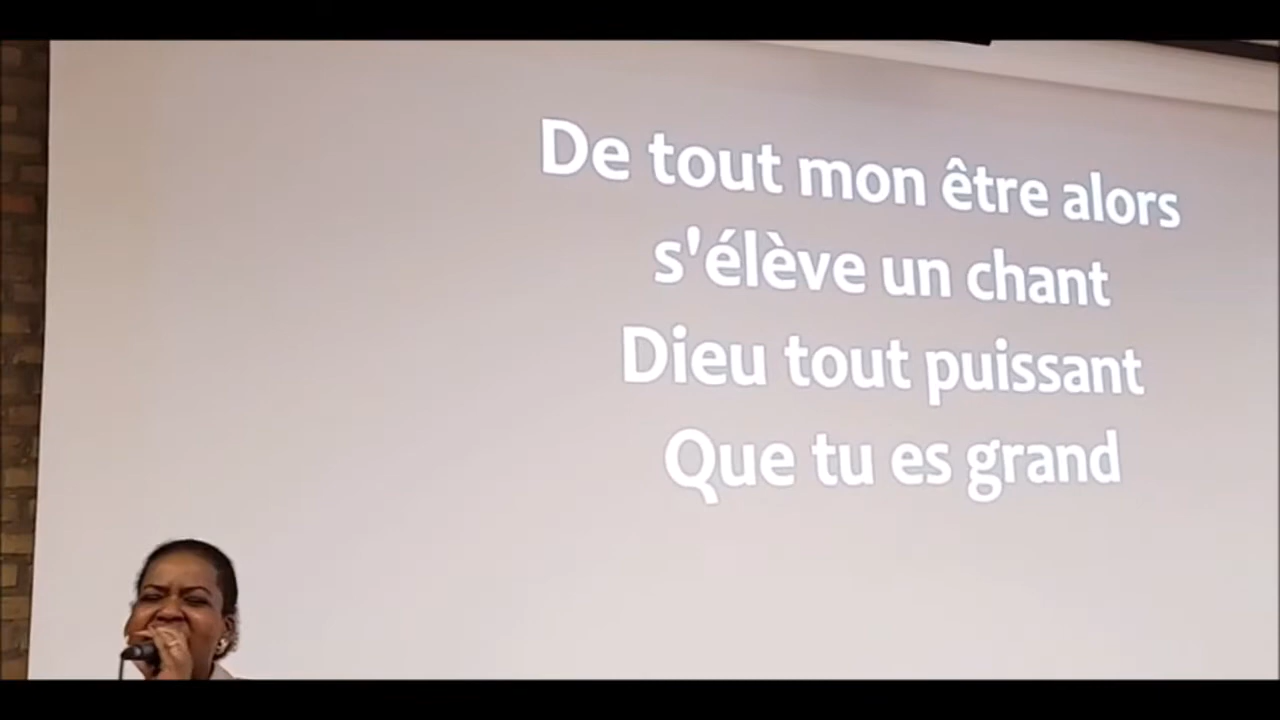 De tout mon être alors
s'élève un chant
Dieu tout puissant
Que tu es grand